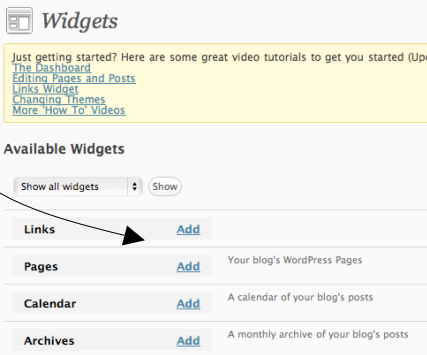 Widgets
Just getting started? Here are some great video tutorials to get you started
The Dashboard
Editing Pages and Posts
Links Widget
Changing Themes
More 'How To' Videos
Available Widgets
Show all widgets Show
Links Add
Pages Add Your blog's WordPress Pages
Calendar Add A calendar of your blog's posts
Archives Add A monthly archive of your blog's posts